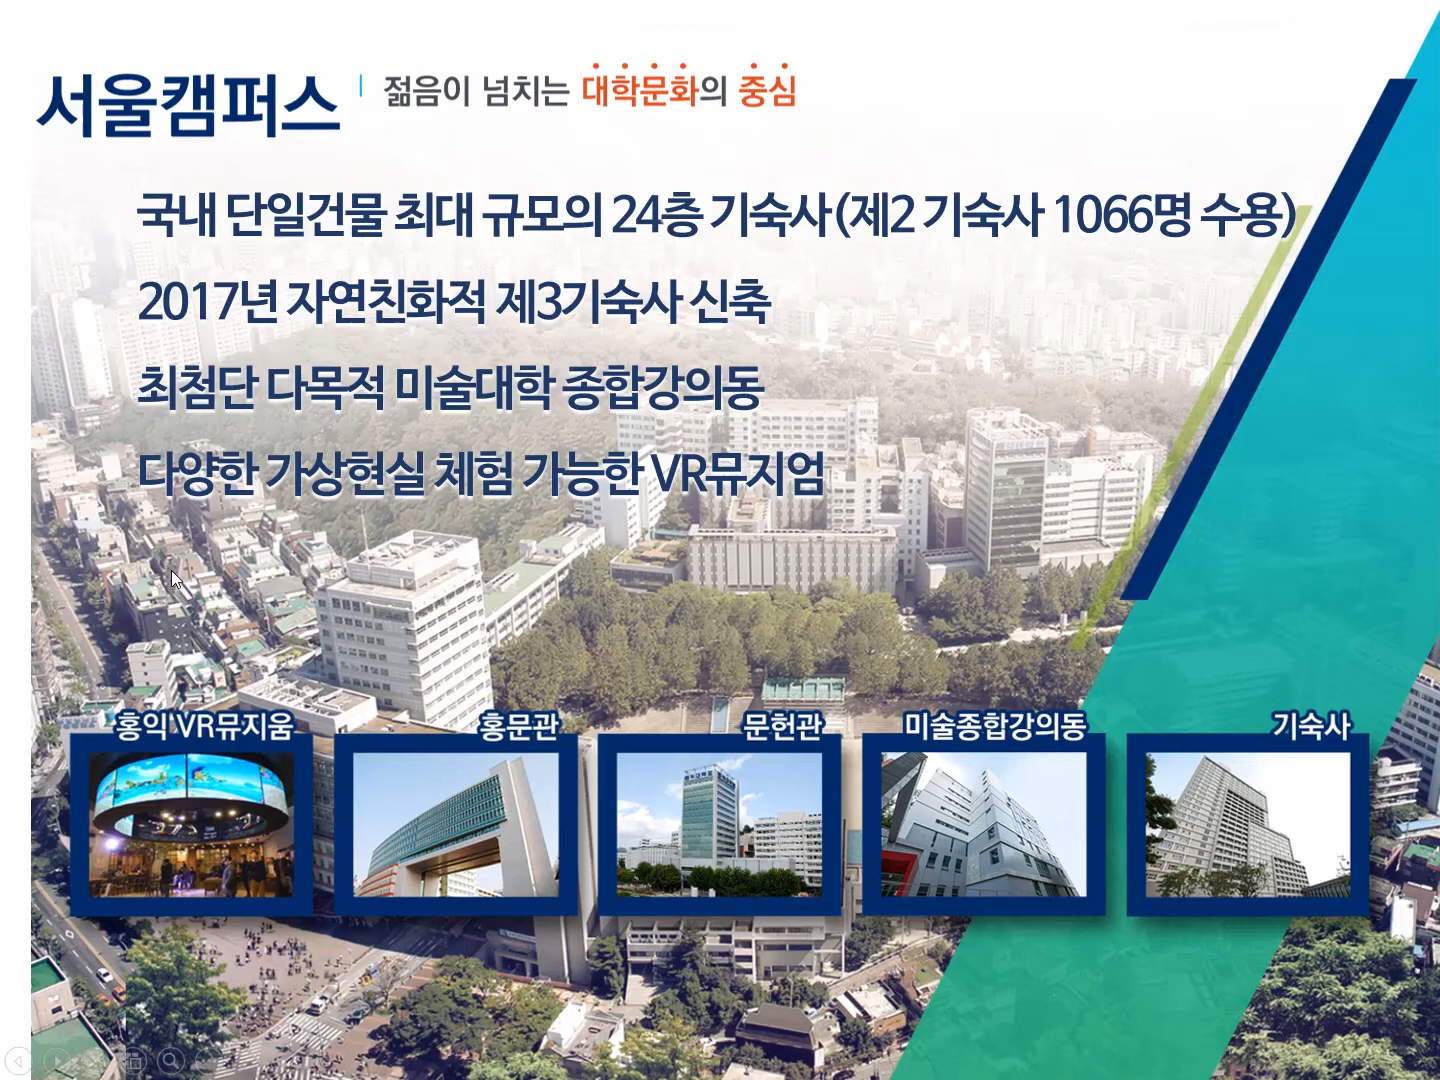 서울캠퍼스
젊음이 넘치는 대학문화의 중심
국내 단일건물 최대 규모의 24층 기숙사(제2 기숙사 1066명 수용)
2017년 자연친화적 제3기숙사 신축
최첨단 다목적 미술대학 종합강의동
다양한 가상현실 체험 가능한 VR뮤지엄
홍익 VR뮤지움
홍문관
문헌관
미술종합강의동
기숙사